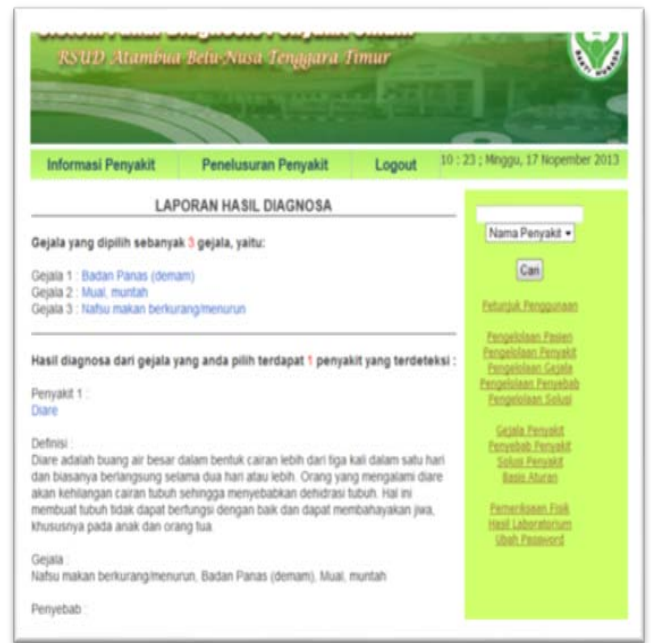 RSUD Atambua Belu-Nusa Tenggara Timur
BAKTI HUSADA
Informasi Penyakit
Penelusuran Penyakit
Logout
10 : 23 ; Minggu, 17 Nopember 2013
LAPORAN HASIL DIAGNOSA
Gejala yang dipilih sebanyak 3 gejala, yaitu:
Gejala 1 : Badan Panas (demam)
Gejala 2 : Mual, muntah
Gejala 3 : Nafsu makan berkurang/menurun
Hasil diagnosa dari gejala yang anda pilih terdapat 1 penyakit yang terdeteksi :
Penyakit 1 :
Diare
Definisi :
Diare adalah buang air besar dalam bentuk cairan lebih dari tiga kali dalam satu hari
dan biasanya berlangsung selama dua hari atau lebih. Orang yang mengalami diare
akan kehilangan cairan tubuh sehingga menyebabkan dehidrasi tubuh. Hal ini
membuat tubuh tidak dapat berfungsi dengan baik dan dapat membahayakan jiwa,
khususnya pada anak dan orang tua.
Gejala :
Nafsu makan berkurang/menurun, Badan Panas (demam), Mual, muntah
Penyebab :
Nama Penyakit
Cari
Petunjuk Penggunaan
Pengelolaan Pasien
Pengelolaan Penyakit
Pengelolaan Gejala
Pengelolaan Penyebab
Pengelolaan Solusi
Gejala Penyakit
Penyebab Penyakit
Solusi Penyakit
Basis Aturan
Pemeriksaan Fisik
Hasil Laboratorium
Ubah Password